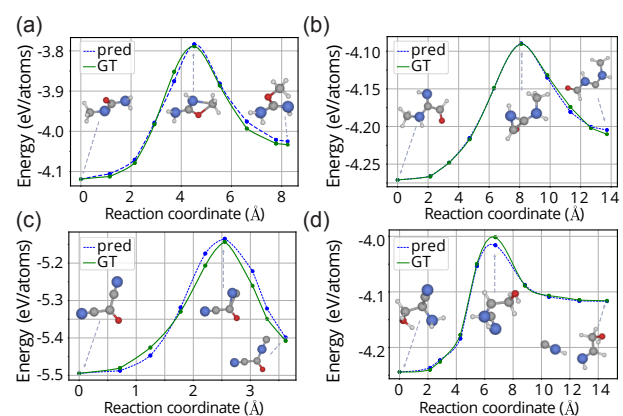 (a)
pred
GT
-3.8
-3.9
-4.0
-4.1
Energy (eV/atoms)
0
2
4
6
8
Reaction coordinate (Å)
(b)
pred
GT
-4.10
-4.15
-4.20
-4.25
Energy (eV/atoms)
0
2
4
6
8
10
12
14
Reaction coordinate (Å)
(c)
pred
GT
-5.2
-5.3
-5.4
-5.5
Energy (eV/atoms)
0
1
2
3
Reaction coordinate (Å)
(d)
pred
GT
-4.0
-4.1
-4.2
Energy (eV/atoms)
0
2
4
6
8
10
12
14
Reaction coordinate (Å)